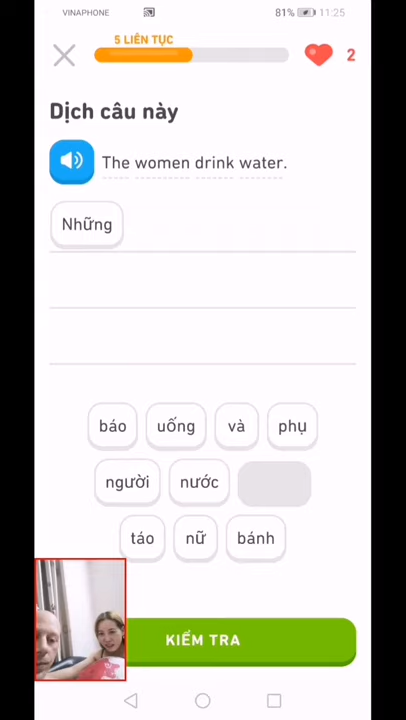 VINAPHONE 81% 11:25
5 LIÊN TỤC
2
Dịch câu này
The women drink water.
Những
báo uống và phụ
người nước
táo nữ bánh
KIỂM TRA